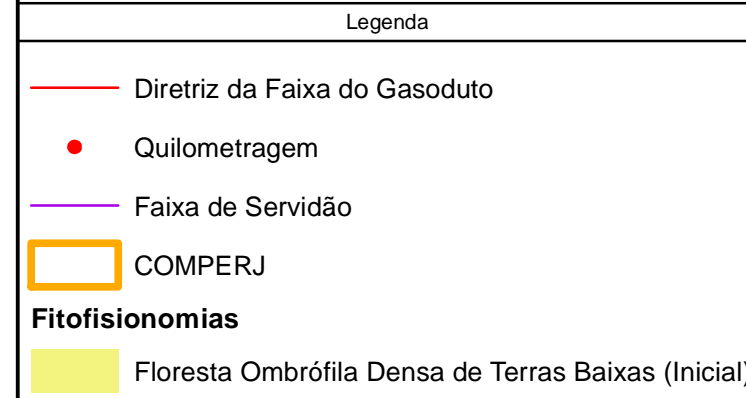 Legenda
Diretriz da Faixa do Gasoduto
Quilometragem
Faixa de Servidão
COMPERJ
Fitofisionomias
Floresta Ombrófila Densa de Terras Baixas (Inicial)